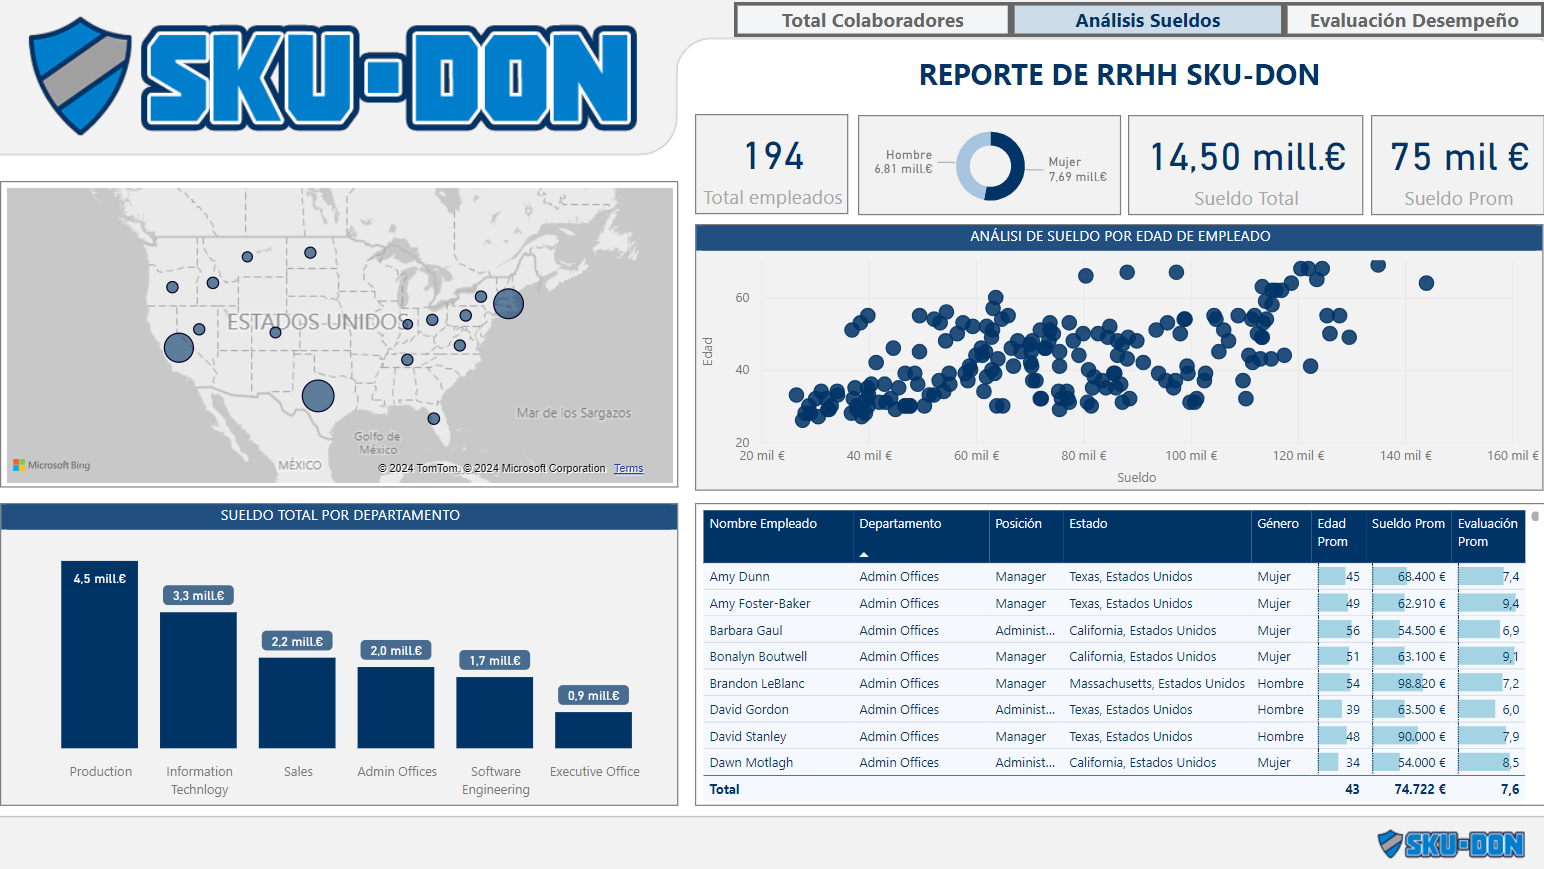 SKU-DON
Total Colaboradores
Análisis Sueldos
Evaluación Desempeño
REPORTE DE RRHH SKU-DON
194
Total empleados
Hombre
6,81 mill.€
Mujer
7,69 mill.€
14,50 mill.€
Sueldo Total
75 mil €
Sueldo Prom
ESTADOS UNIDOS
Mar de los Sargazos
Golfo de
México
MÉXICO
Microsoft Bing
© 2024 TomTom, © 2024 Microsoft Corporation Terms
ANÁLISI DE SUELDO POR EDAD DE EMPLEADO
Edad
60
40
20
20 mil € 40 mil € 60 mil € 80 mil € 100 mil € 120 mil € 140 mil € 160 mil €
Sueldo
SUELDO TOTAL POR DEPARTAMENTO
4,5 mill.€
3,3 mill.€
2,2 mill.€
2,0 mill.€
1,7 mill.€
0,9 mill.€
Production
Information
Technlogy
Sales
Admin Offices
Software
Engineering
Executive Office
Nombre Empleado Departamento Posición Estado Género Edad Prom Sueldo Prom Evaluación Prom
Amy Dunn Admin Offices Manager Texas, Estados Unidos Mujer 45 68.400 € 7,4
Amy Foster-Baker Admin Offices Manager Texas, Estados Unidos Mujer 49 62.910 € 9,4
Barbara Gaul Admin Offices Administ... California, Estados Unidos Mujer 56 54.500 € 6,9
Bonalyn Boutwell Admin Offices Manager California, Estados Unidos Mujer 51 63.100 € 9,1
Brandon LeBlanc Admin Offices Manager Massachusetts, Estados Unidos Hombre 54 98.820 € 7,2
David Gordon Admin Offices Administ... Texas, Estados Unidos Hombre 39 63.500 € 6,0
David Stanley Admin Offices Manager Texas, Estados Unidos Hombre 48 90.000 € 7,9
Dawn Motlagh Admin Offices Administ... California, Estados Unidos Mujer 34 54.000 € 8,5
Total 43 74.722 € 7,6
SKU-DON